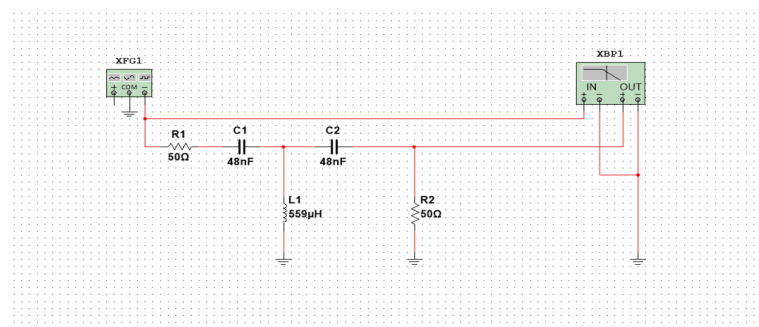 XFG1
COM
+
−
XBP1
IN
OUT
+
−
+
−
R1
50Ω
C1
48nF
C2
48nF
L1
559µH
R2
50Ω